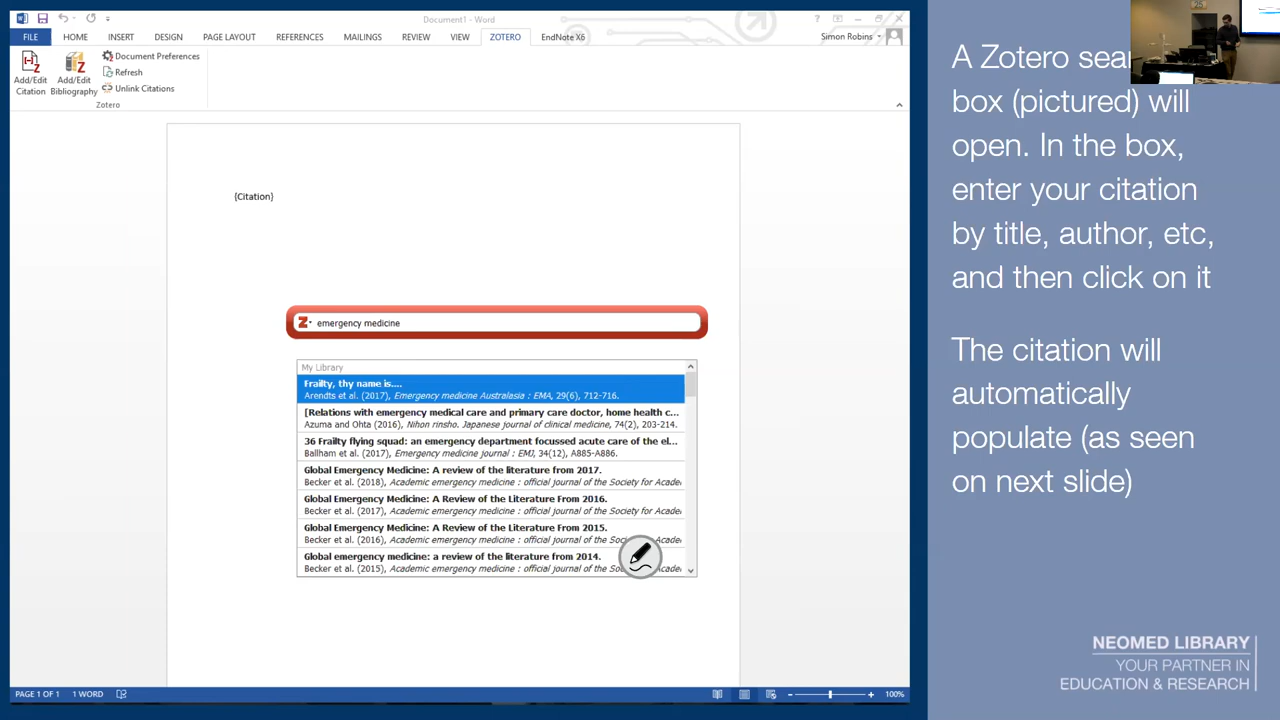 Document1 - Word
FILE HOME INSERT DESIGN PAGE LAYOUT REFERENCES MAILINGS REVIEW VIEW ZOTERO EndNote X6
Simon Robins
Add/Edit Citation
Add/Edit Bibliography
Document Preferences
Refresh
Unlink Citations
Zotero
{Citation}
emergency medicine
My Library
Frailty, thy name is....
Arendts et al. (2017), Emergency medicine Australasia : EMA, 29(6), 712-716.
[Relations with emergency medical care and primary care doctor, home health c...
Azuma and Ohta (2016), Nihon rinsho. Japanese journal of clinical medicine, 74(2), 203-214.
36 Frailty flying squad: an emergency department focussed acute care of the el...
Ballham et al. (2017), Emergency medicine journal : EMJ, 34(12), A885-A886.
Global Emergency Medicine: A review of the literature from 2017.
Becker et al. (2018), Academic emergency medicine : official journal of the Society for Acade
Global Emergency Medicine: A Review of the Literature From 2016.
Becker et al. (2017), Academic emergency medicine : official journal of the Society for Acade
Global Emergency Medicine: A Review of the Literature From 2015.
Becker et al. (2016), Academic emergency medicine : official journal of the
Global emergency medicine: a review of the literature from 2014.
Becker et al. (2015), Academic emergency medicine : official journal of the
PAGE 1 OF 1 1 WORD
100%
A Zotero
box (pictured) will
open. In the box,
enter your citation
by title, author, etc,
and then click on it
The citation will
automatically
populate (as seen
on next slide)
NEOMED LIBRARY
YOUR PARTNER IN
EDUCATION & RESEARCH